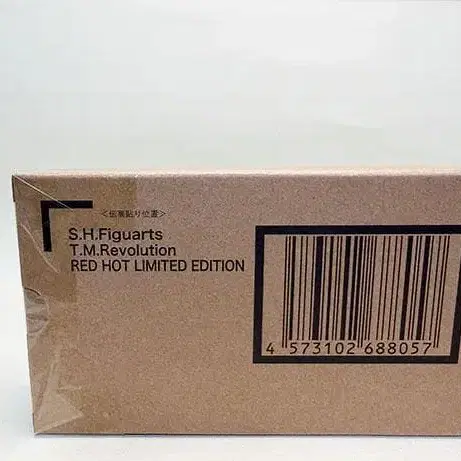 <伝票貼り位置>
S.H.Figuarts
T.M.Revolution
RED HOT LIMITED EDITION
4 573102 688057